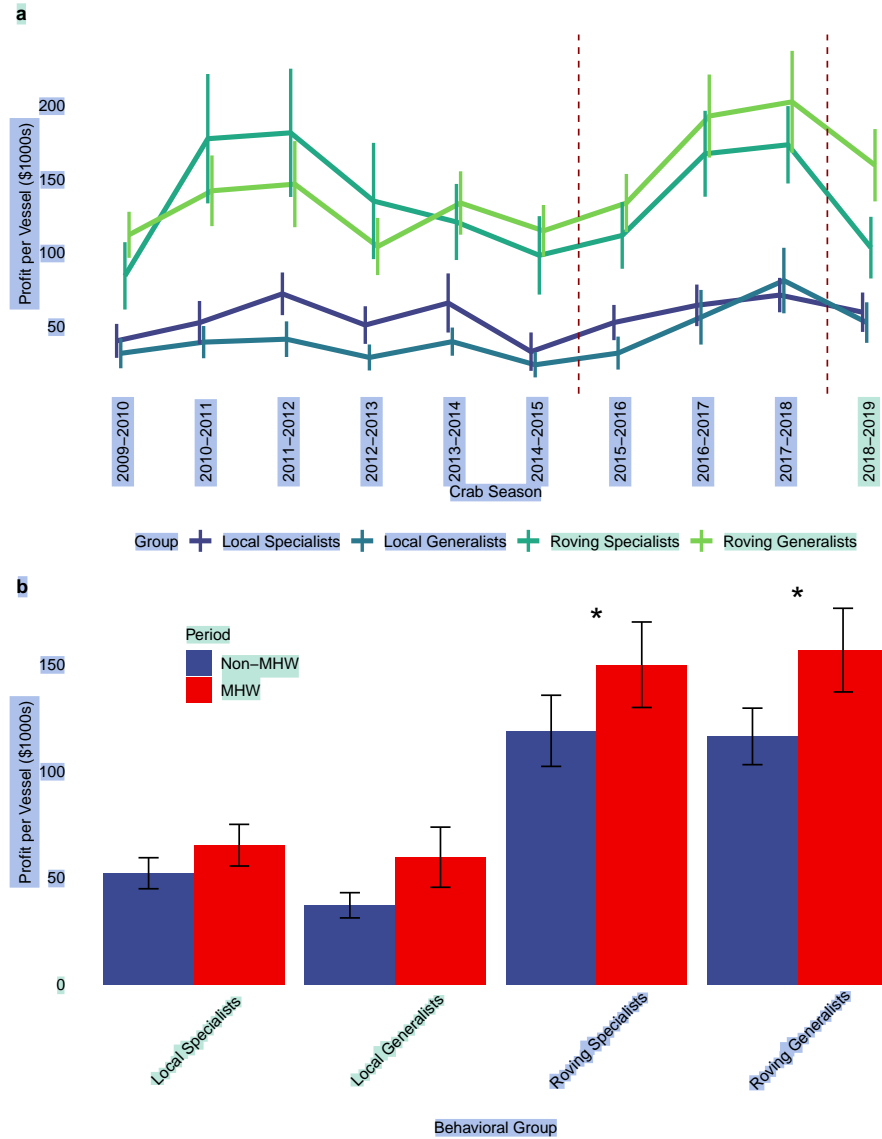 a
Profit per Vessel ($1000s)
200
150
100
50
2009−2010
2010−2011
2011−2012
2012−2013
2013−2014
2014−2015
2015−2016
2016−2017
2017−2018
2018−2019
Crab Season
Group Local Specialists Local Generalists Roving Specialists Roving Generalists
b
Profit per Vessel ($1000s)
150
100
50
0
Period
Non−MHW
MHW
*
*
Local Specialists
Local Generalists
Roving Specialists
Roving Generalists
Behavioral Group